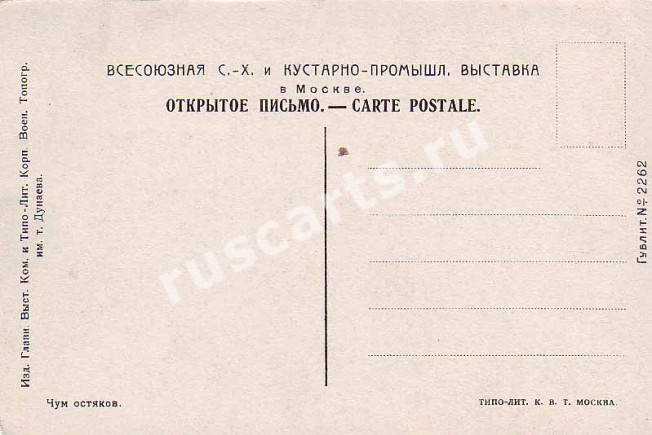 ВСЕСОЮЗНАЯ С.-Х. и КУСТАРНО-ПРОМЫШЛ. ВЫСТАВКА
в Москве.
ОТКРЫТОЕ ПИСЬМО. — CARTE POSTALE.
Изд. Главн. Выст. Ком. и Типо-Лит. Корп. Воен. Топогр.
им. т. Дунаева.
Гублит. № 2262
ruscarts.ru
Чум остяков.
ТИПО-ЛИТ. К. В. Т. МОСКВА.